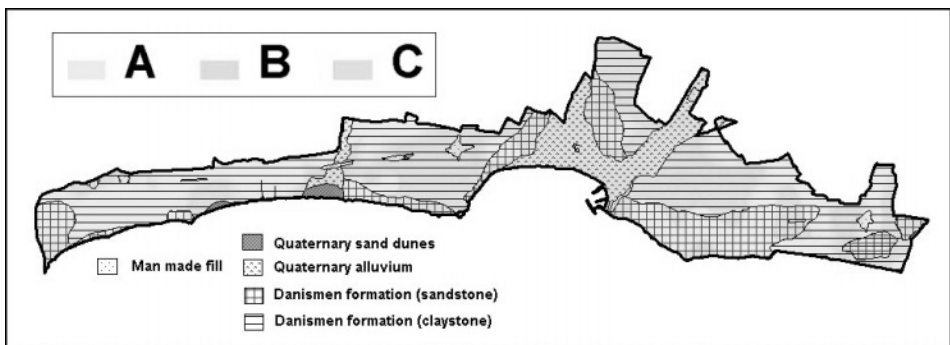 A B C
Quaternary sand dunes
Man made fill
Quaternary alluvium
Danismen formation (sandstone)
Danismen formation (claystone)